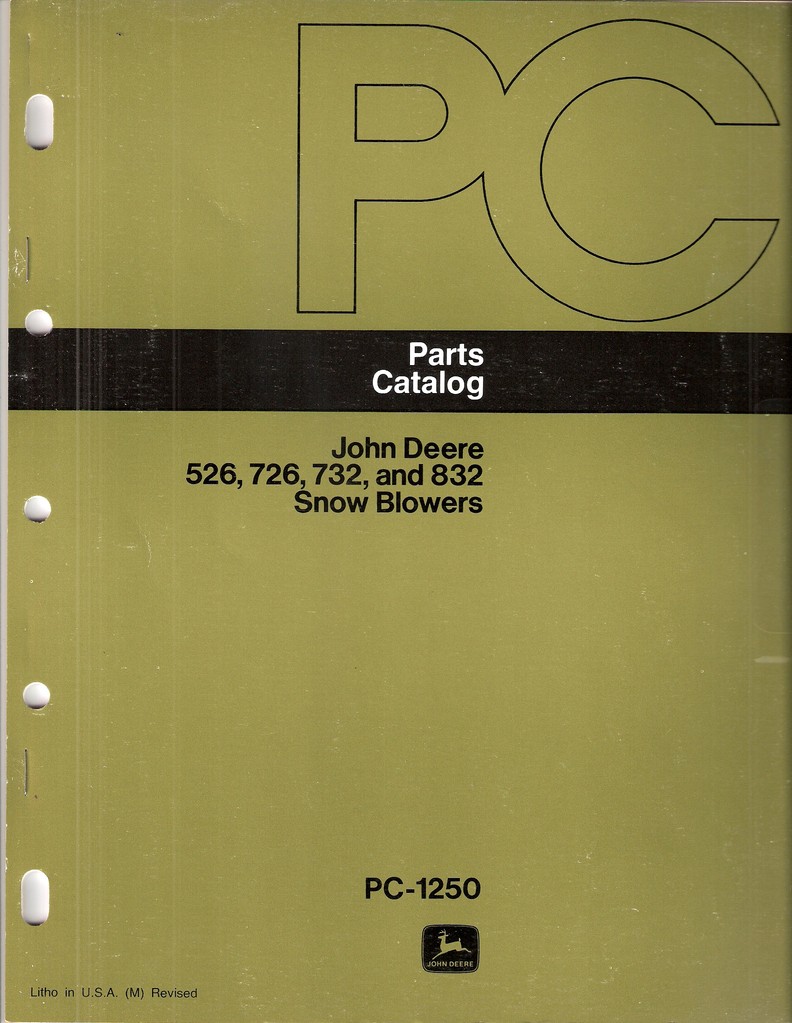 PC
Parts
Catalog
John Deere
526, 726, 732, and 832
Snow Blowers
PC-1250
JOHN DEERE
Litho in U.S.A. (M) Revised